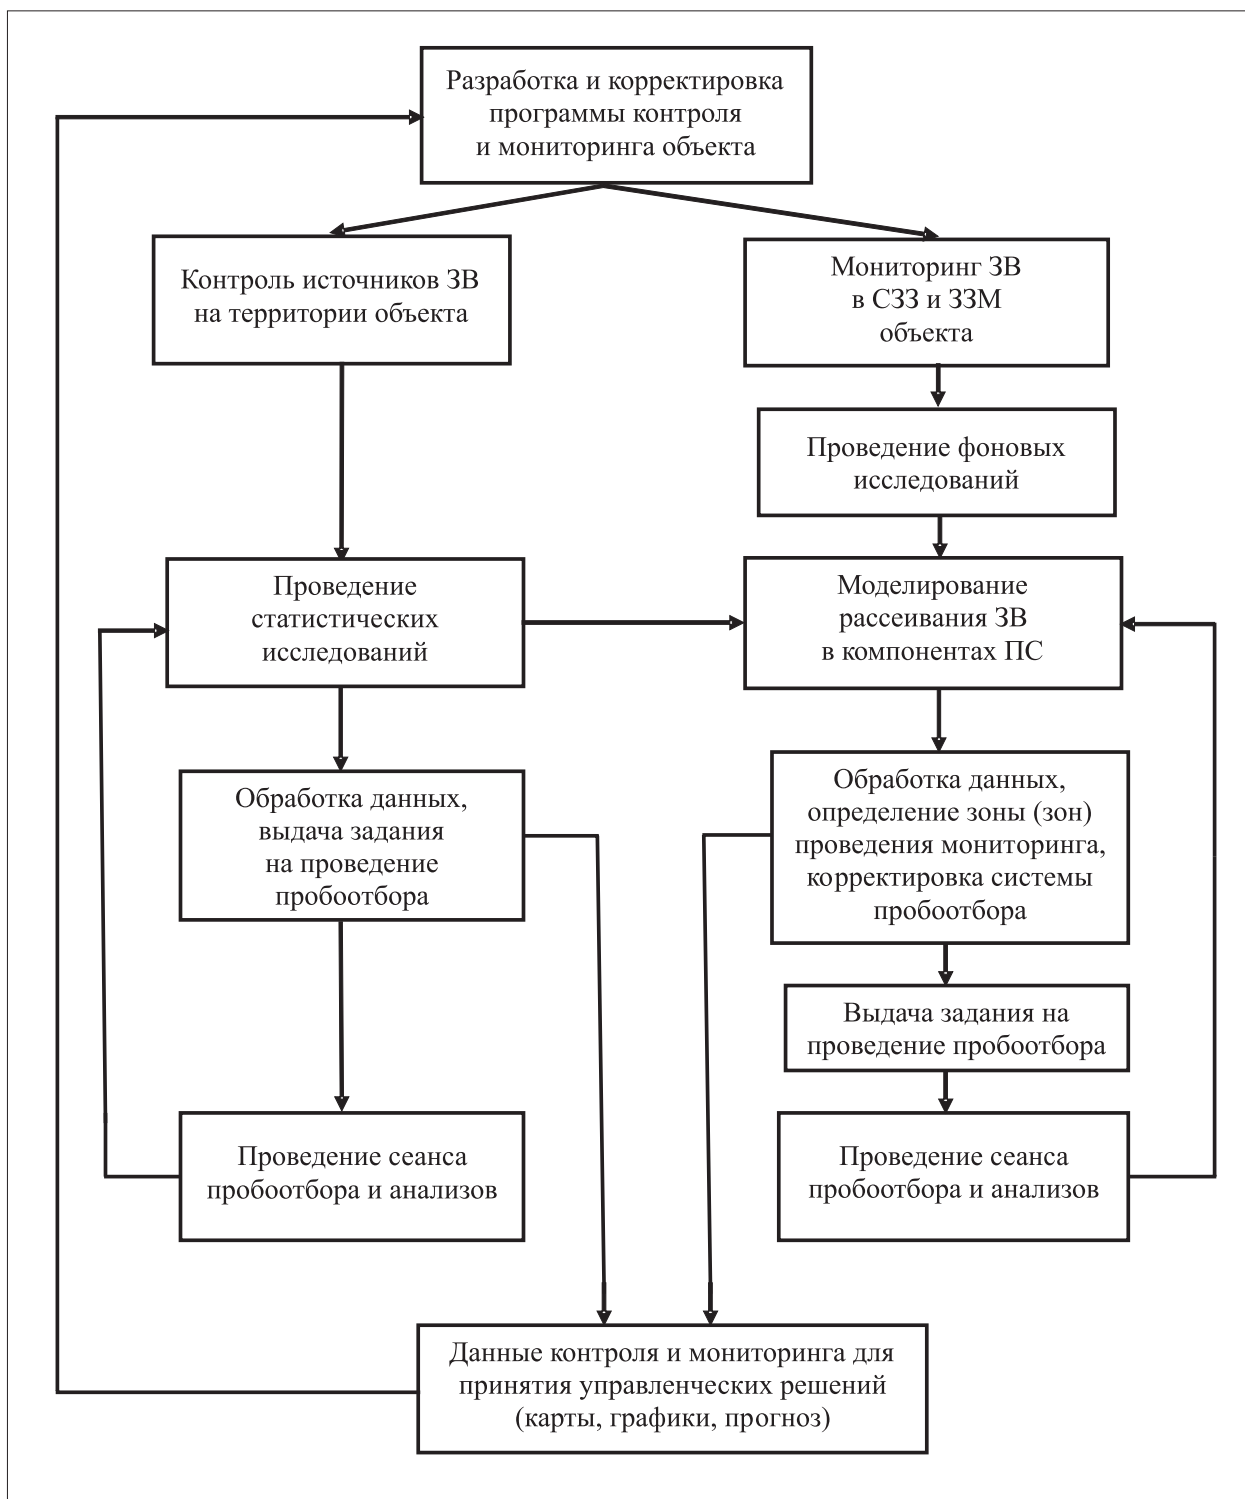 Разработка и корректировка
программы контроля
и мониторинга объекта
Контроль источников ЗВ
на территории объекта
Мониторинг ЗВ
в СЗЗ и ЗЗМ
объекта
Проведение фоновых
исследований
Проведение
статистических
исследований
Моделирование
рассеивания ЗВ
в компонентах ПС
Обработка данных,
выдача задания
на проведение
пробоотбора
Обработка данных,
определение зоны (зон)
проведения мониторинга,
корректировка системы
пробоотбора
Выдача задания на
проведение пробоотбора
Проведение сеанса
пробоотбора и анализов
Проведение сеанса
пробоотбора и анализов
Данные контроля и мониторинга для
принятия управленческих решений
(карты, графики, прогноз)